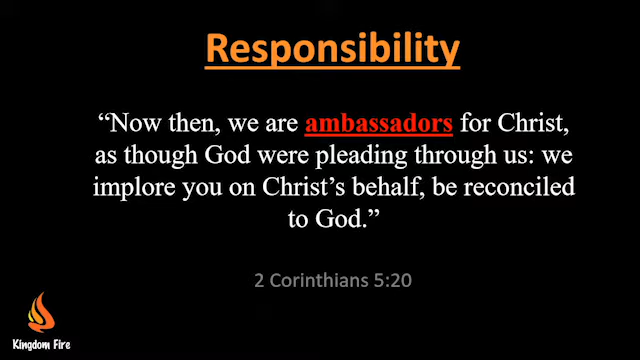 Responsibility
“Now then, we are ambassadors for Christ,
as though God were pleading through us: we
implore you on Christ’s behalf, be reconciled
to God.”
2 Corinthians 5:20
Kingdom Fire